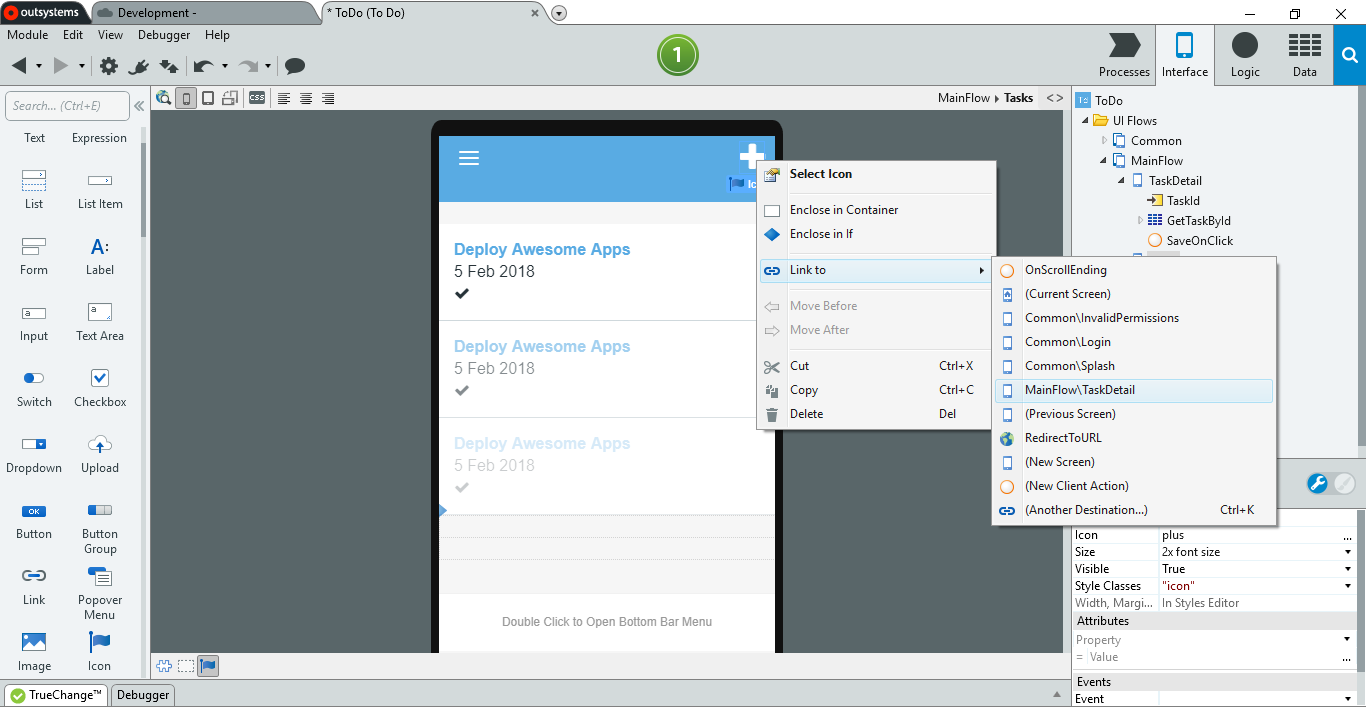 outsystems
Development -
* ToDo (To Do)
Module Edit View Debugger Help
1
Processes
Interface
Logic
Data
Search... (Ctrl+E)
Text
Expression
List
List Item
Form
A:
Label
a
Input
a
Text Area
Switch
Checkbox
Dropdown
Upload
OK
Button
Button
Group
Link
Popover
Menu
Image
Icon
CSS
MainFlow Tasks
<>
Deploy Awesome Apps
5 Feb 2018
Deploy Awesome Apps
5 Feb 2018
Deploy Awesome Apps
5 Feb 2018
Double Click to Open Bottom Bar Menu
Select Icon
Enclose in Container
Enclose in If
Link to
Move Before
Move After
Cut Ctrl+X
Copy Ctrl+C
Delete Del
OnScrollEnding
(Current Screen)
Common\InvalidPermissions
Common\Login
Common\Splash
MainFlow\TaskDetail
(Previous Screen)
RedirectToURL
(New Screen)
(New Client Action)
(Another Destination...) Ctrl+K
To ToDo
UI Flows
Common
MainFlow
TaskDetail
TaskId
GetTaskById
SaveOnClick
Icon plus ...
Size 2x font size
Visible True
Style Classes "icon"
Width, Margi... In Styles Editor
Attributes
Property
= Value ...
Events
Event
TrueChange™
Debugger